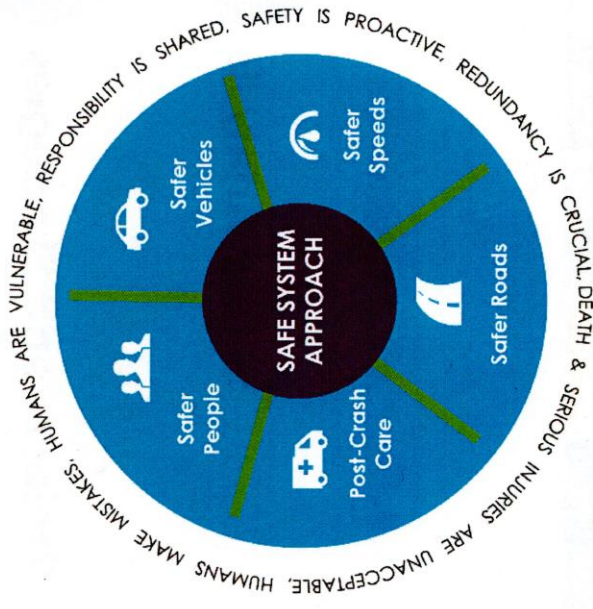 DEATH & SERIOUS INJURIES ARE UNACCEPTABLE, HUMANS MAKE MISTAKES, HUMANS ARE VULNERABLE, RESPONSIBILITY IS SHARED, SAFETY IS PROACTIVE, REDUNDANCY IS CRUCIAL,
SAFE SYSTEM
APPROACH
Safer
People
Safer
Vehicles
Safer
Speeds
Safer Roads
Post-Crash
Care